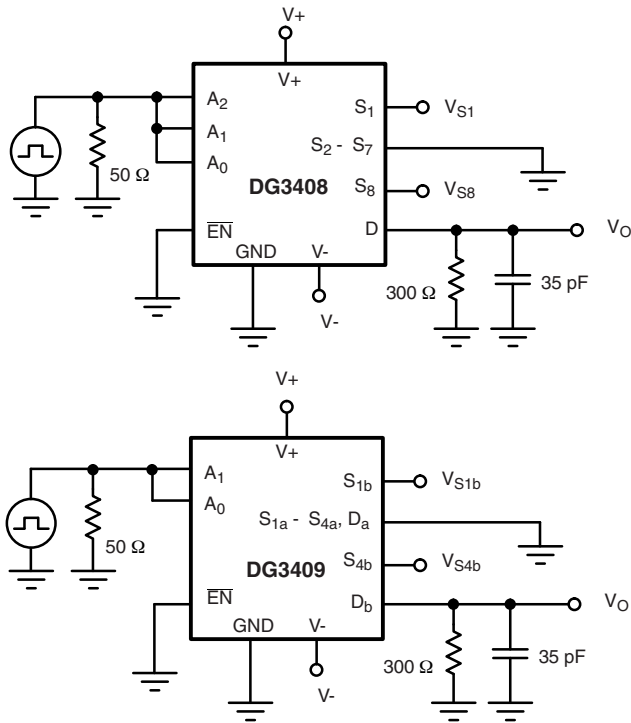 V+
V+
A2
S1
VS1
A1
S2 - S7
A0
50 Ω
DG3408
S8
VS8
EN
D
VO
GND
V-
300 Ω
35 pF
V-
V+
V+
A1
S1b
VS1b
A0
S1a - S4a, Da
50 Ω
DG3409
S4b
VS4b
EN
Db
VO
GND
V-
300 Ω
35 pF
V-